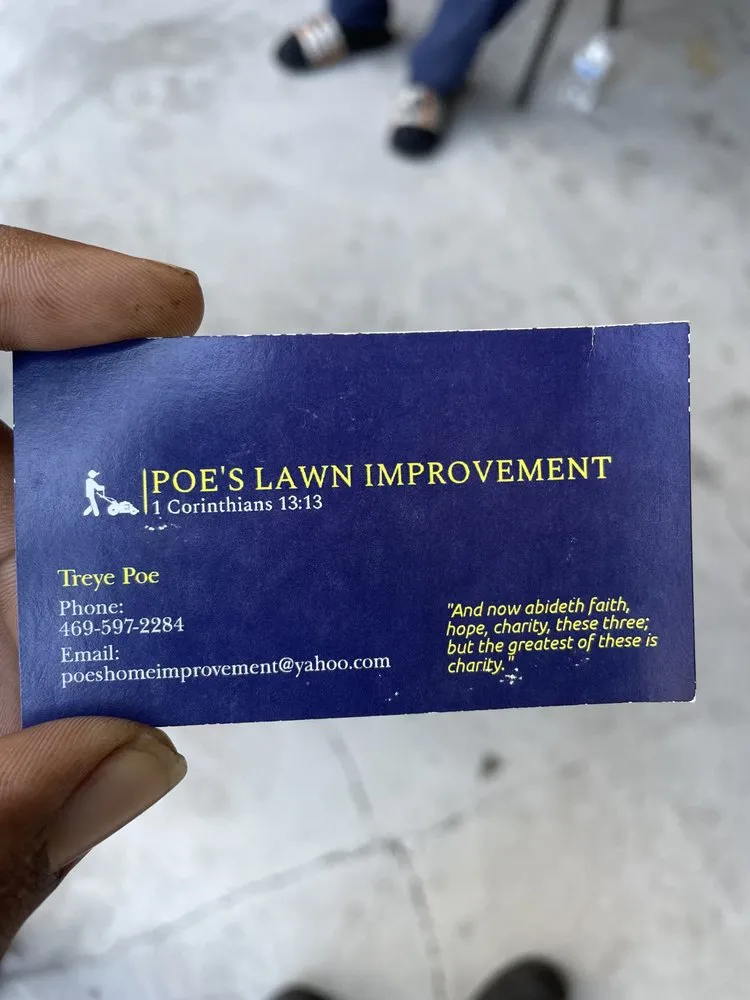 POE'S LAWN IMPROVEMENT
1 Corinthians 13:13
Treye Poe
Phone:
469-597-2284
Email:
poeshomeimprovement@yahoo.com
"And now abideth faith,
hope, charity, these three;
but the greatest of these is
charity."